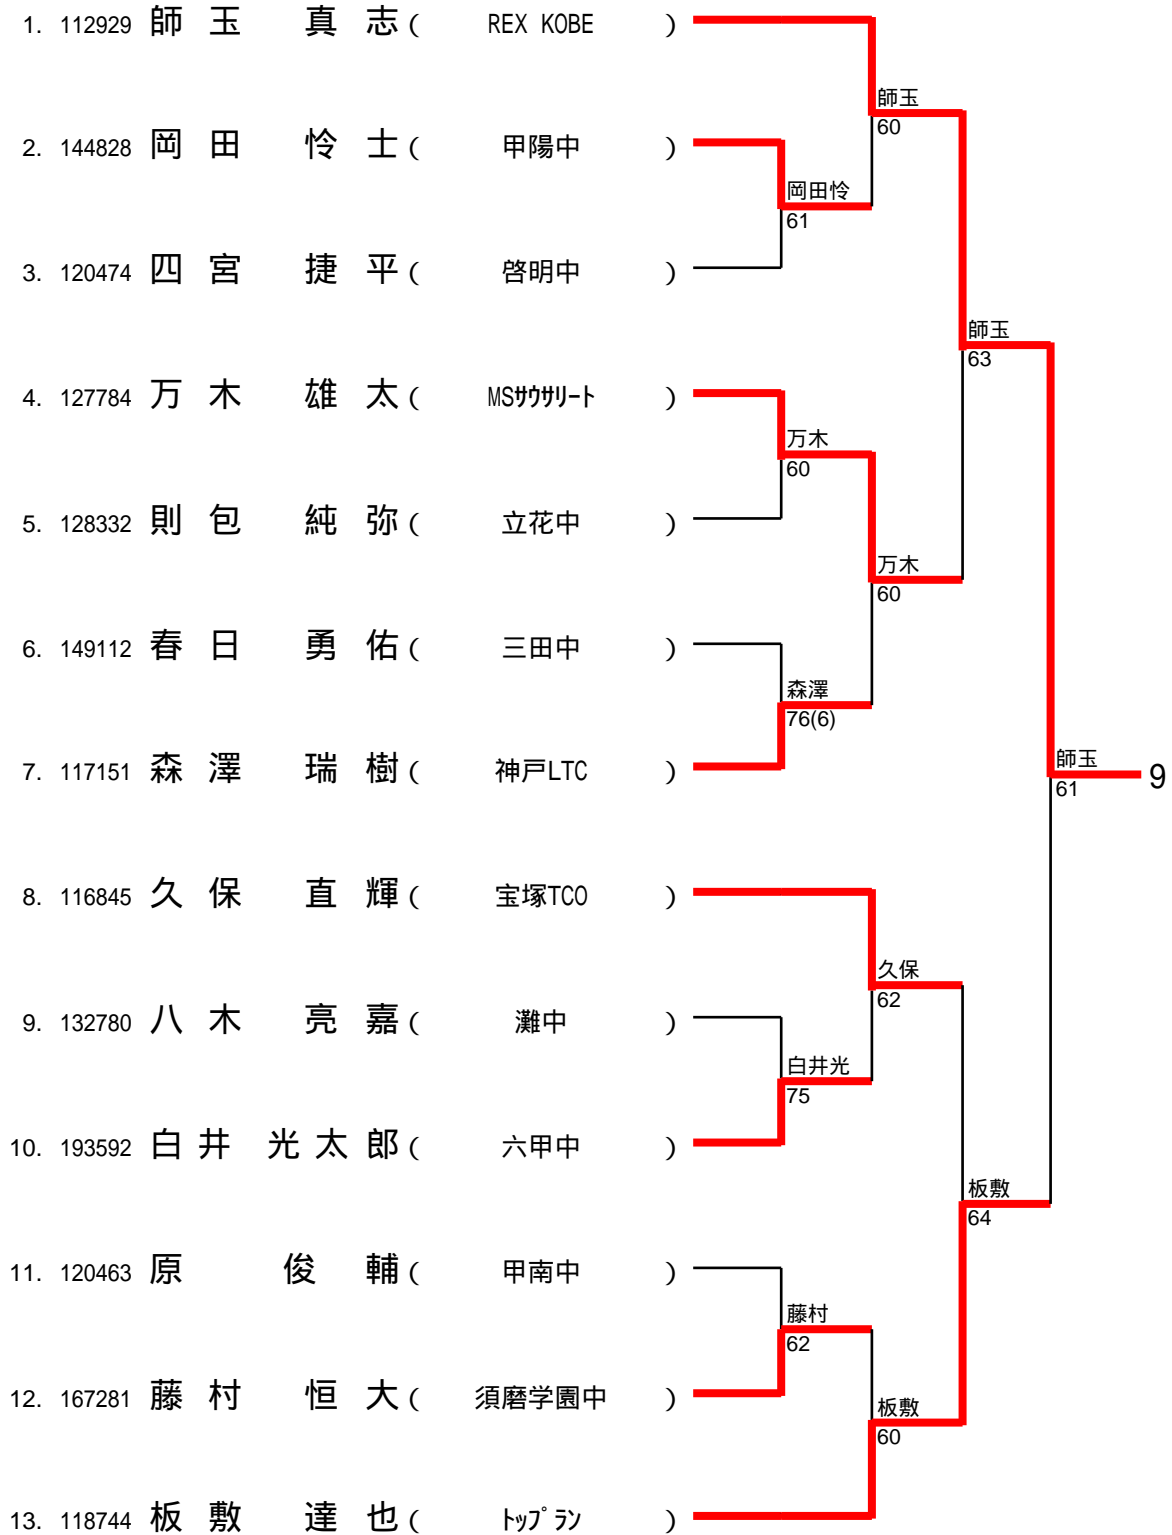 1. 112929 師玉 真志 ( REX KOBE )
師玉
60
2. 144828 岡田 怜士 ( 甲陽中 )
岡田怜
61
3. 120474 四宮 捷平 ( 啓明中 )
師玉
63
4. 127784 万木 雄太 ( MSサウサリート )
万木
60
5. 128332 則包 純弥 ( 立花中 )
万木
60
6. 149112 春日 勇佑 ( 三田中 )
森澤
76(6)
7. 117151 森澤 瑞樹 ( 神戸LTC )
師玉
61
9
8. 116845 久保 直輝 ( 宝塚TCO )
久保
62
9. 132780 八木 亮嘉 ( 灘中 )
白井光
75
10. 193592 白井 光太郎 ( 六甲中 )
板敷
64
11. 120463 原 俊輔 ( 甲南中 )
藤村
62
12. 167281 藤村 恒大 ( 須磨学園中 )
板敷
60
13. 118744 板敷 達也 ( トップラン )